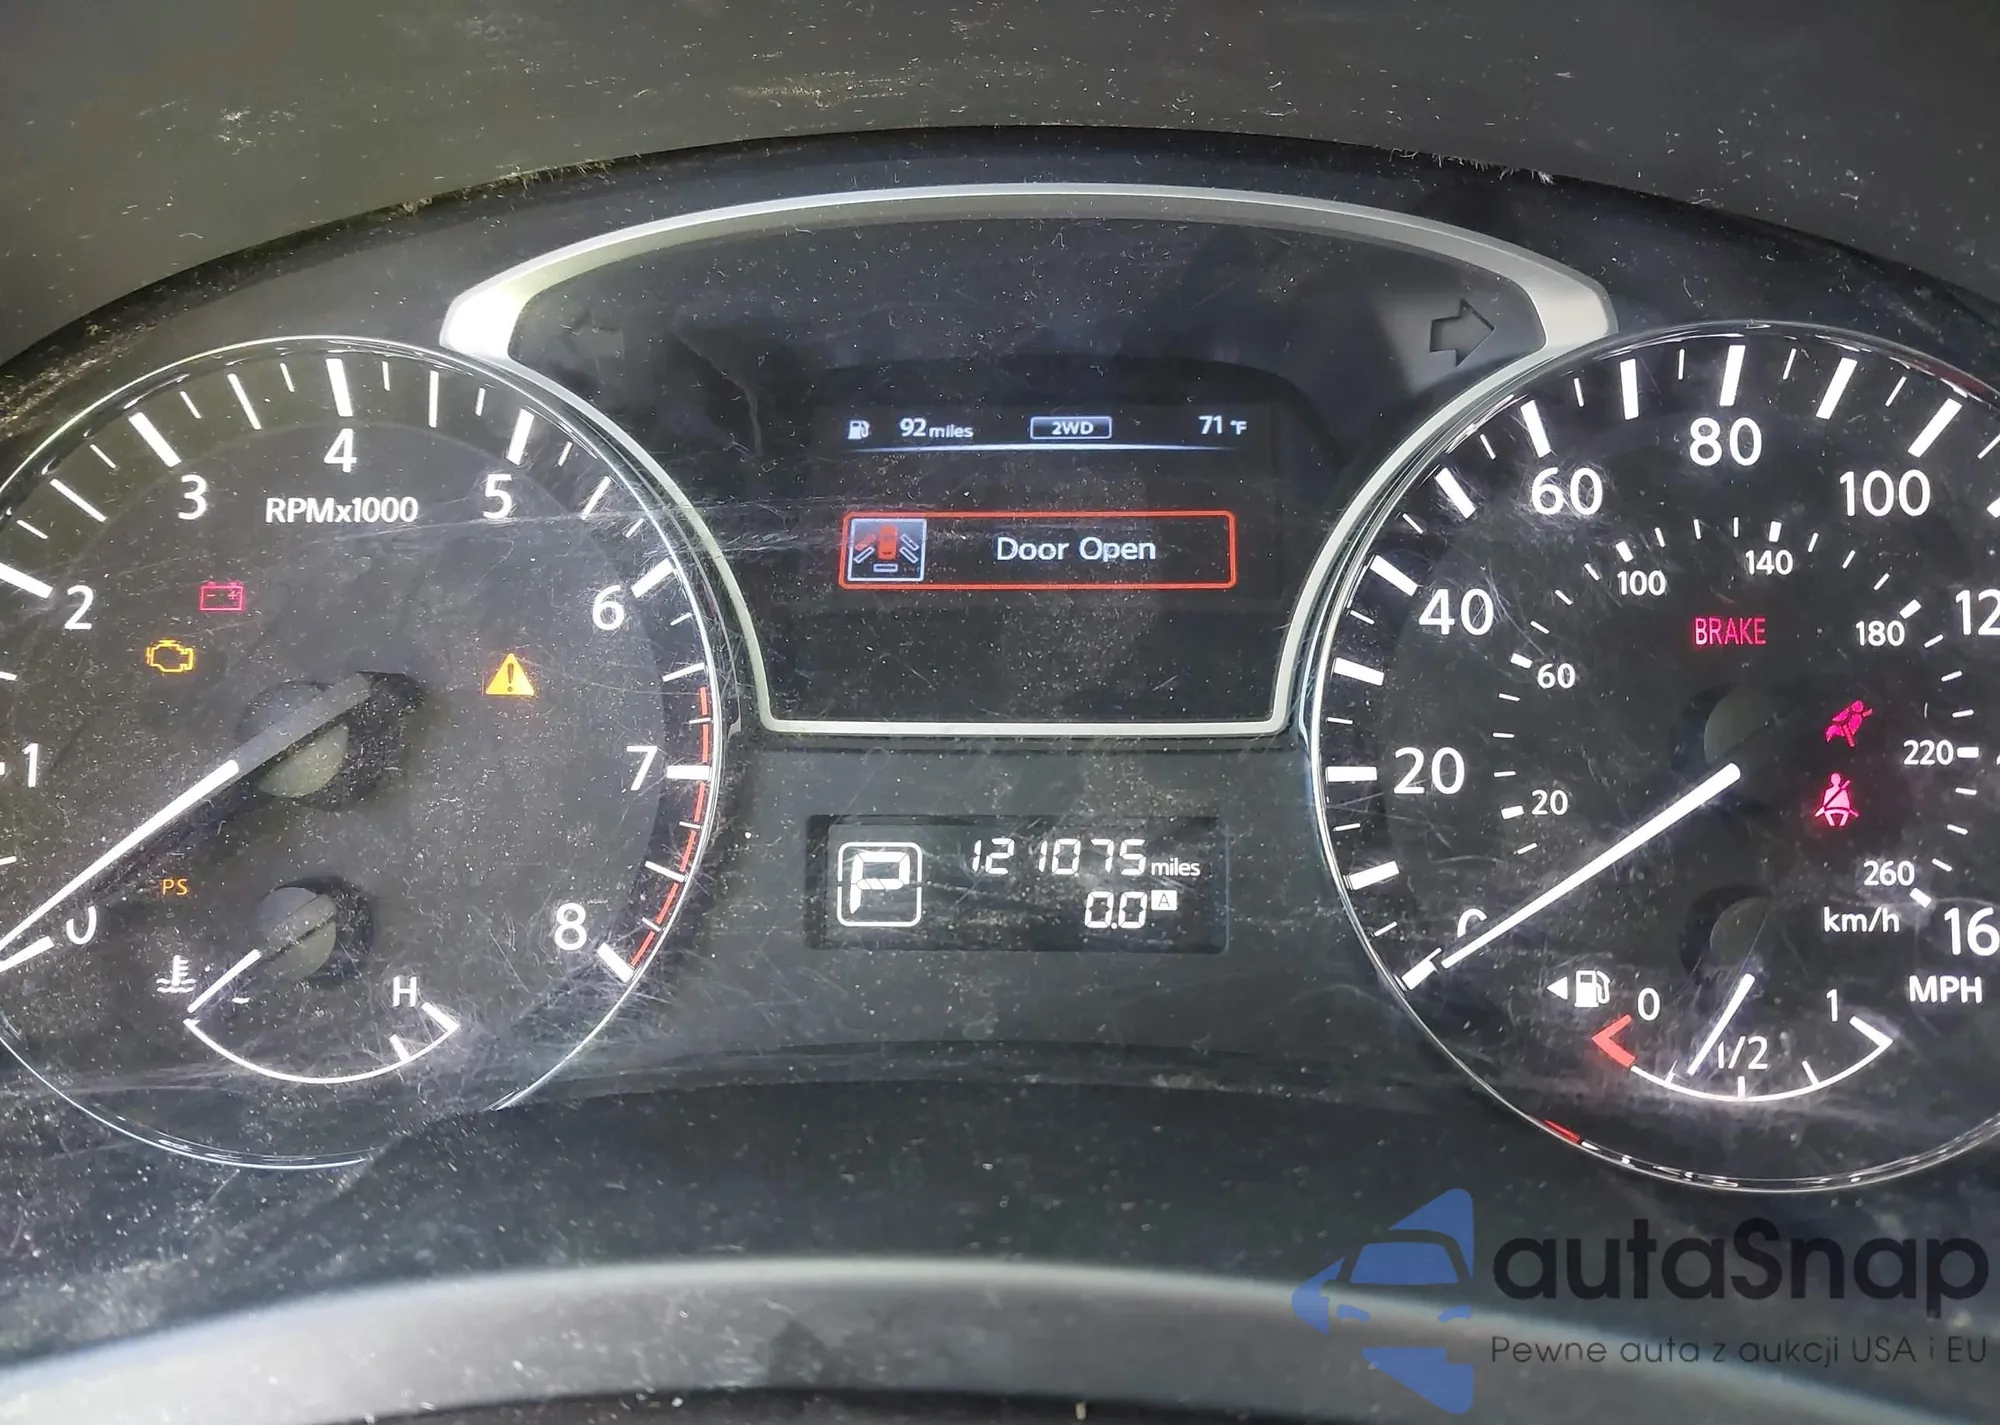 92 miles 2WD 71 °F
Door Open
1 2 3 4 5 6 7 8
RPMx1000
PS
H
P
121075 miles
0.0 A
20 40 60 80 100
20 60 100 140 180 220 260
BRAKE
km/h
MPH
0 1/2 1
autaSnap
Pewne auta z aukcji USA i EU